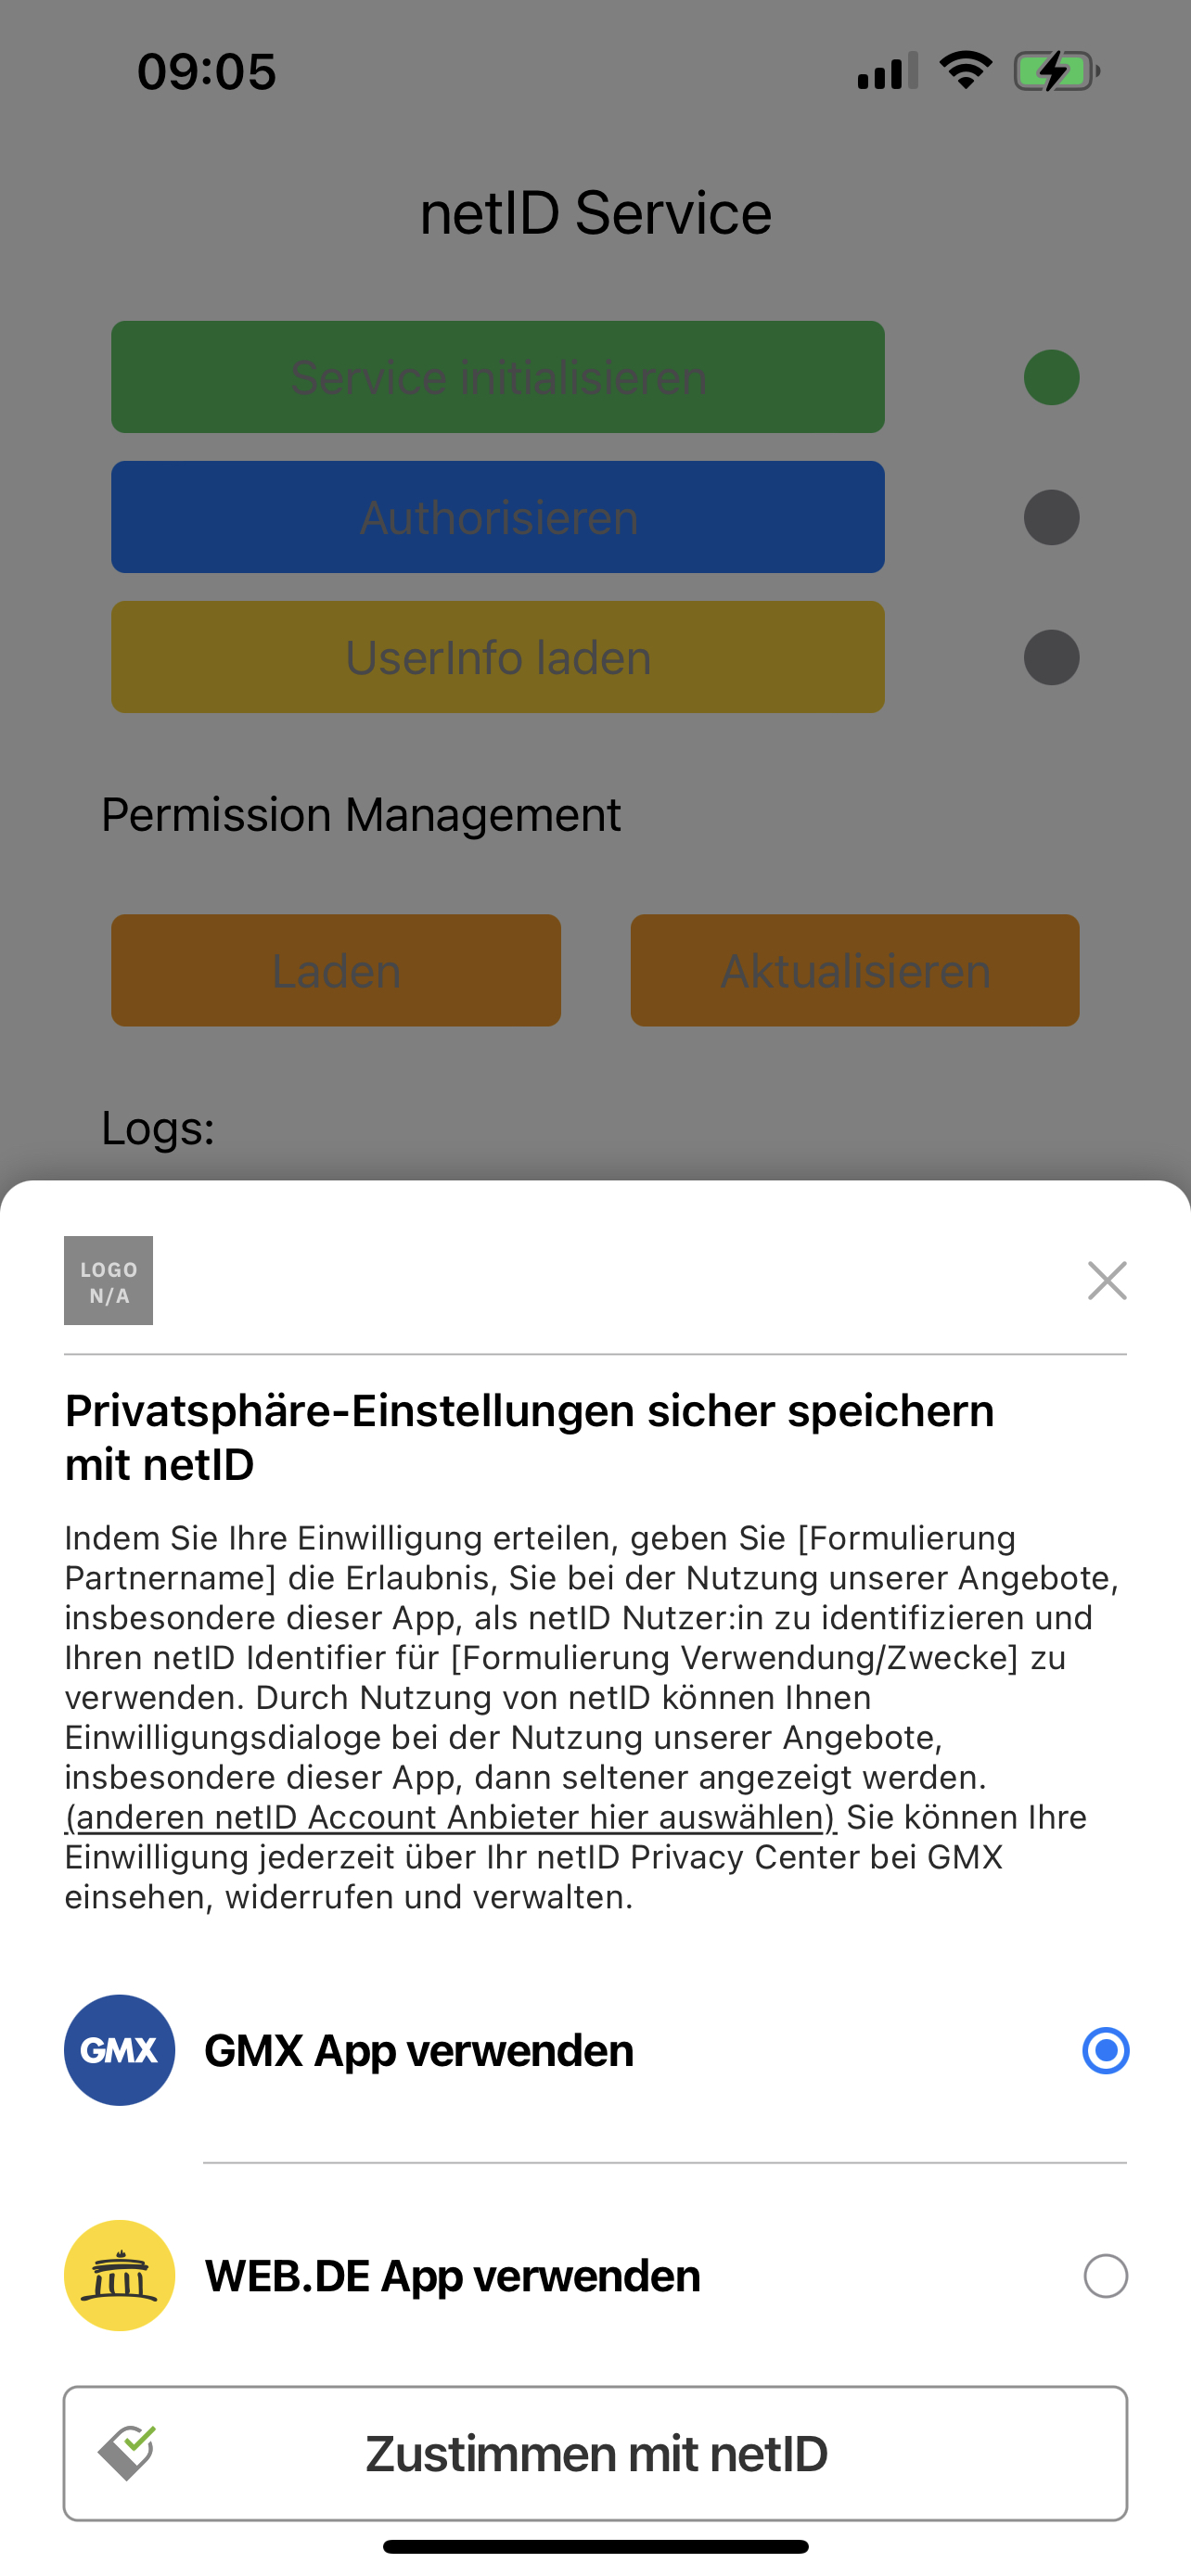 09:05
netID Service
Service initialisieren
Authorisieren
UserInfo laden
Permission Management
Laden
Aktualisieren
Logs:
LOGO
N/A
Privatsphäre-Einstellungen sicher speichern
mit netID
Indem Sie Ihre Einwilligung erteilen, geben Sie [Formulierung
Partnername] die Erlaubnis, Sie bei der Nutzung unserer Angebote,
insbesondere dieser App, als netID Nutzer:in zu identifizieren und
Ihren netID Identifier für [Formulierung Verwendung/Zwecke] zu
verwenden. Durch Nutzung von netID können Ihnen
Einwilligungsdialoge bei der Nutzung unserer Angebote,
insbesondere dieser App, dann seltener angezeigt werden.
(anderen netID Account Anbieter hier auswählen) Sie können Ihre
Einwilligung jederzeit über Ihr netID Privacy Center bei GMX
einsehen, widerrufen und verwalten.
GMX
GMX App verwenden
WEB.DE App verwenden
Zustimmen mit netID